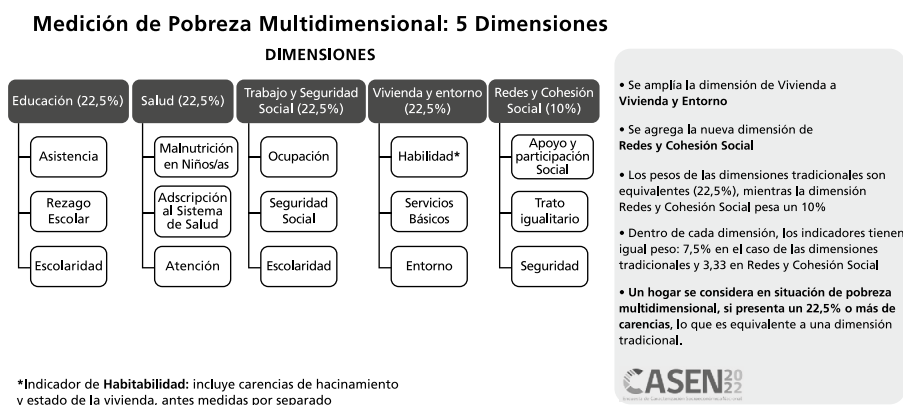 Medición de Pobreza Multidimensional: 5 Dimensiones
DIMENSIONES
Educación (22,5%)
Asistencia
Rezago
Escolar
Escolaridad
Salud (22,5%)
Malnutrición
en Niños/as
Adscripción
al Sistema
de Salud
Atención
Trabajo y Seguridad
Social (22,5%)
Ocupación
Seguridad
Social
Escolaridad
Vivienda y entorno
(22,5%)
Habilidad*
Servicios
Básicos
Entorno
Redes y Cohesión
Social (10%)
Apoyo y
participación
Social
Trato
igualitario
Seguridad
• Se amplía la dimensión de Vivienda a
Vivienda y Entorno
• Se agrega la nueva dimensión de
Redes y Cohesión Social
• Los pesos de las dimensiones tradicionales son
equivalentes (22,5%), mientras la dimensión
Redes y Cohesión Social pesa un 10%
• Dentro de cada dimensión, los indicadores tienen
igual peso: 7,5% en el caso de las dimensiones
tradicionales y 3,33 en Redes y Cohesión Social
• Un hogar se considera en situación de pobreza
multidimensional, si presenta un 22,5% o más de
carencias, lo que es equivalente a una dimensión
tradicional.
CASEN 20
22
*Indicador de Habitabilidad: incluye carencias de hacinamiento
y estado de la vivienda, antes medidas por separado